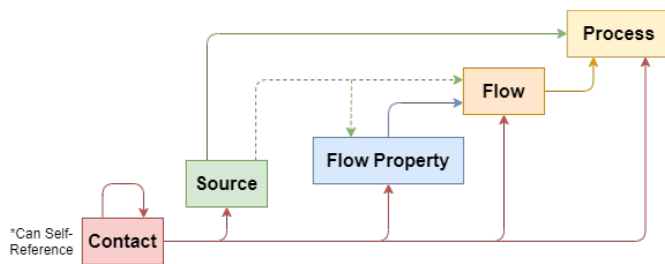 Process
Flow
Flow Property
Source
*Can Self-
Reference
Contact